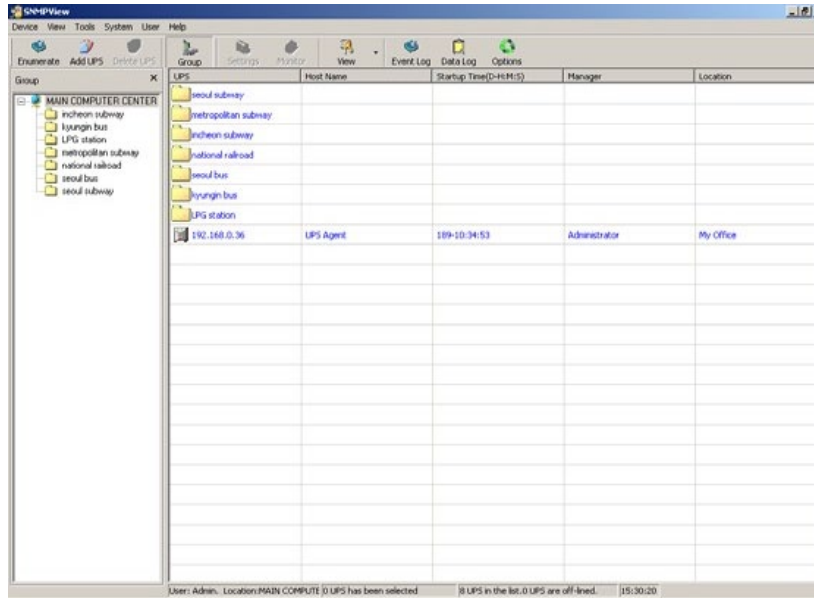 SNMPView
Device View Tools System User Help
Enumerate Add UPS Delete UPS Group Settings Monitor View Event Log Data Log Options
Group
UPS Host Name Startup Time(D-H:M:S) Manager Location
MAIN COMPUTER CENTER
incheon subway
kyungin bus
LPG station
metropolitan subway
national railroad
seoul bus
seoul subway
seoul subway
metropolitan subway
incheon subway
national railroad
seoul bus
kyungin bus
LPG station
192.168.0.36 UPS Agent 189-10:34:53 Administrator My Office
User: Admin. Location:MAIN COMPUTE 0 UPS has been selected 8 UPS in the list.0 UPS are off-lined. 15:30:20